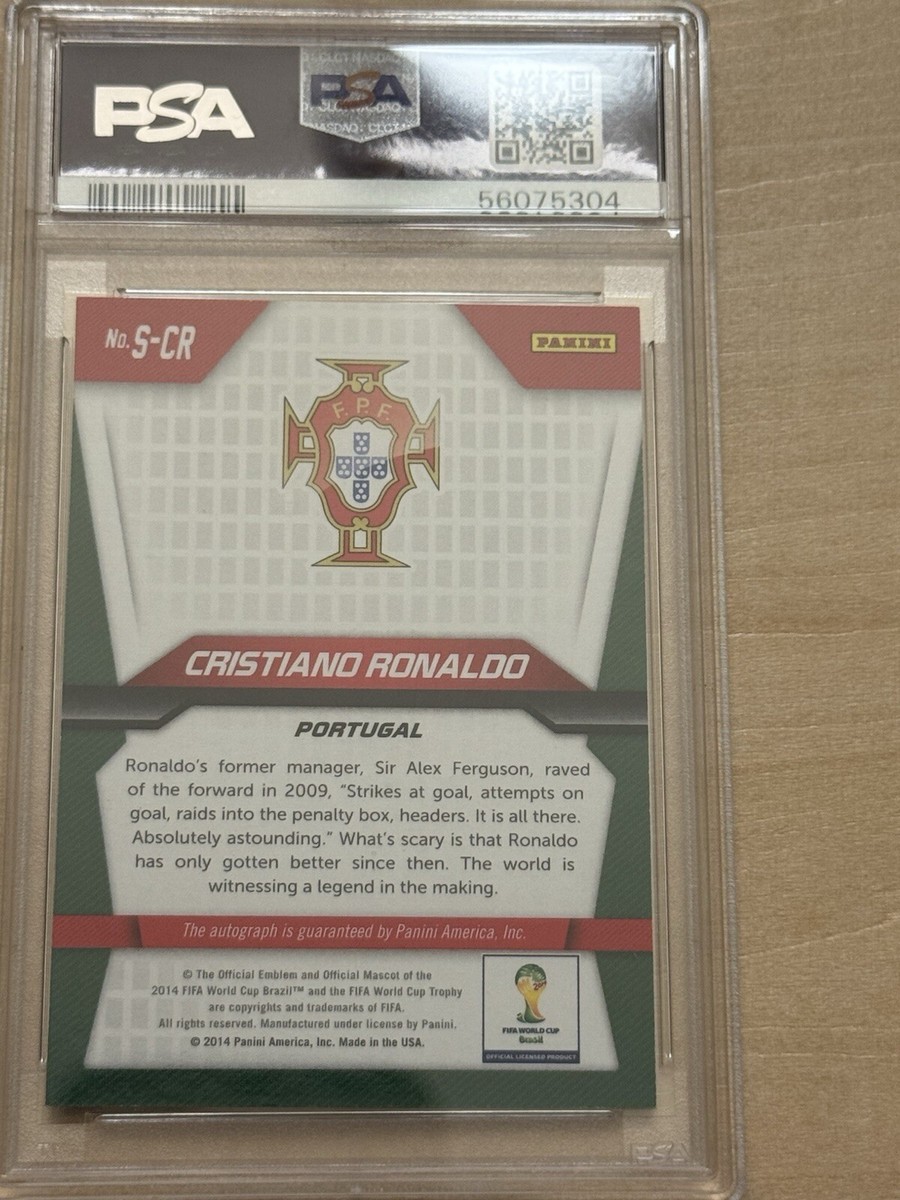 PSA
PSA
CLCT NASDAQ
56075304
No. S-CR
PANINI
F.P.F.
CRISTIANO RONALDO
PORTUGAL
Ronaldo's former manager, Sir Alex Ferguson, raved
of the forward in 2009, "Strikes at goal, attempts on
goal, raids into the penalty box, headers. It is all there.
Absolutely astounding." What's scary is that Ronaldo
has only gotten better since then. The world is
witnessing a legend in the making.
The autograph is guaranteed by Panini America, Inc.
© The Official Emblem and Official Mascot of the
2014 FIFA World Cup Brazil™ and the FIFA World Cup Trophy
are copyrights and trademarks of FIFA.
All rights reserved. Manufactured under license by Panini.
© 2014 Panini America, Inc. Made in the USA.
FIFA WORLD CUP
Brasil
OFFICIAL LICENSED PRODUCT
PSA